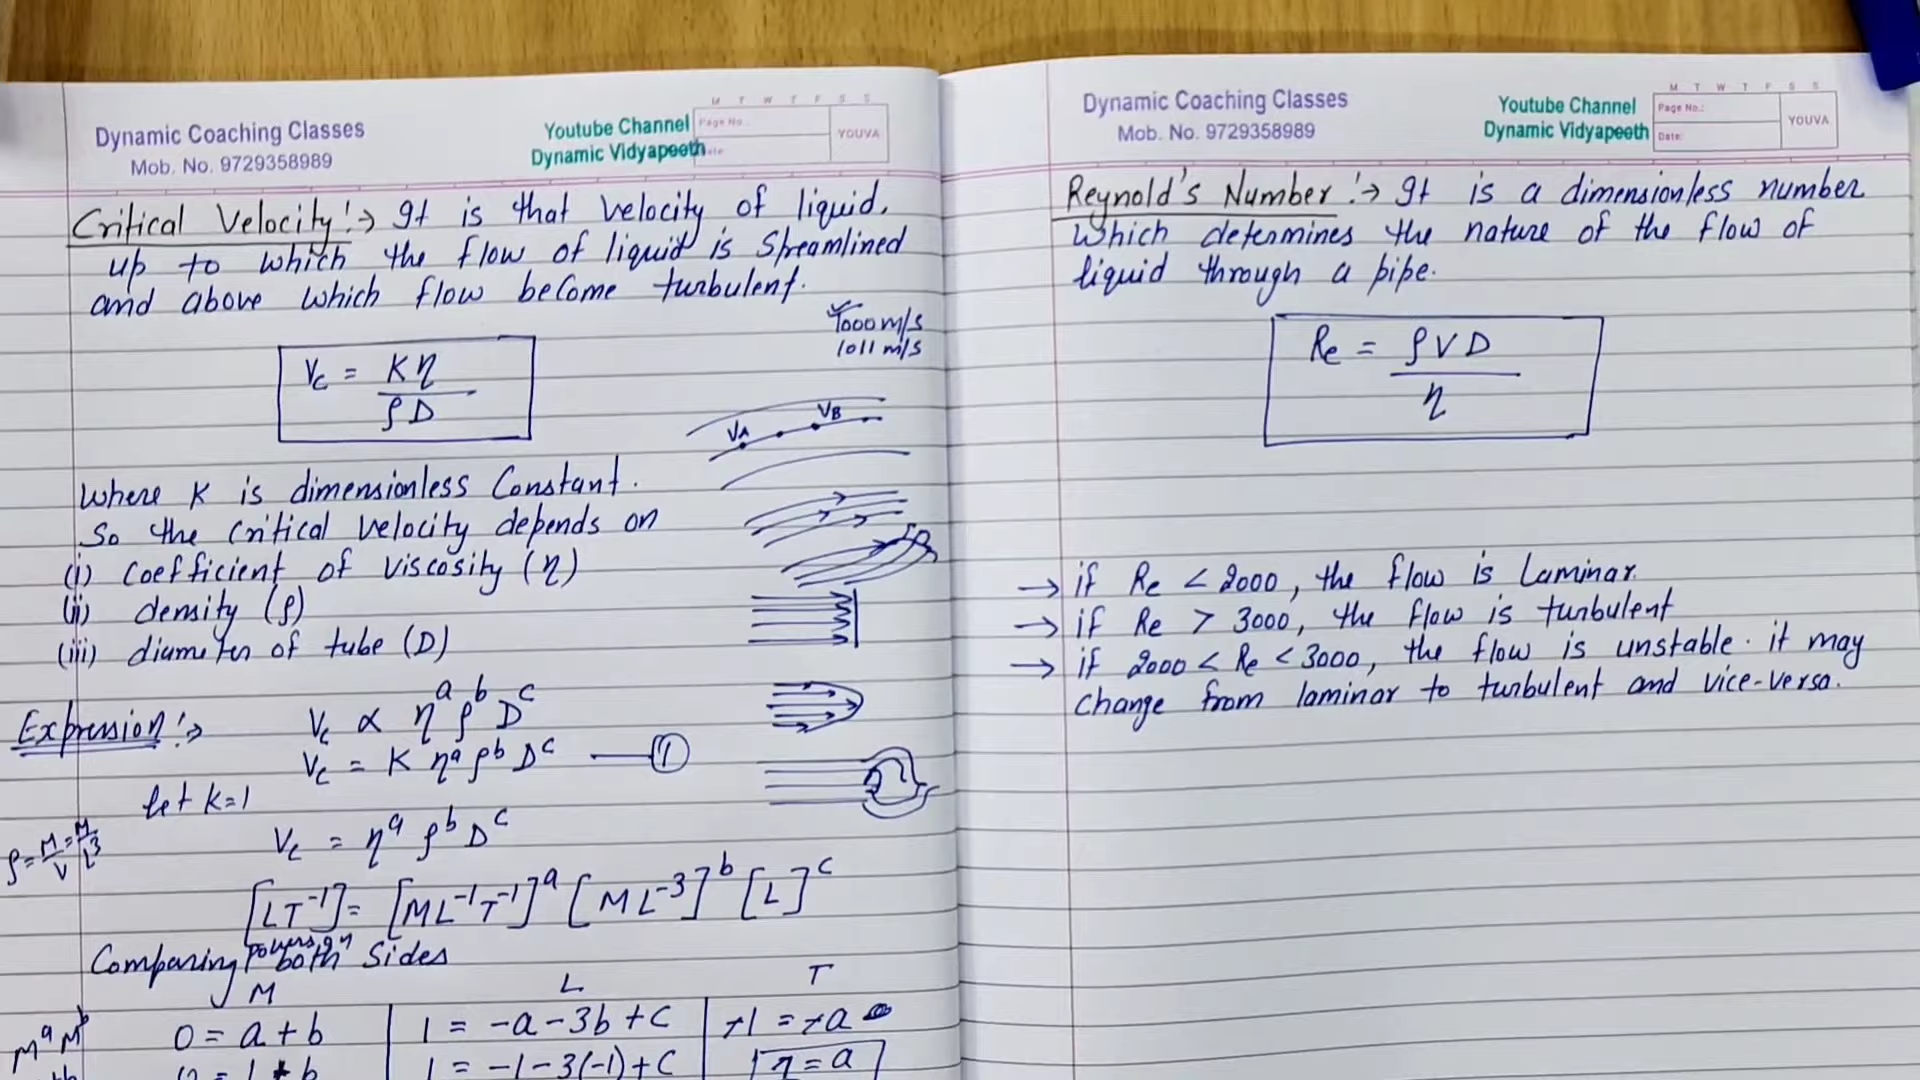 Dynamic Coaching Classes
Mob. No. 9729358989
Youtube Channel
Dynamic Vidyapeeth
M T W T F S S
Page No.:
YOUVA
Critical Velocity:→ It is that velocity of liquid,
up to which the flow of liquid is Streamlined
and above which flow become turbulent.
1000 m/s
1011 m/s
Vc = Kη / ρD
VA VB
Where K is dimensionless Constant.
So the Critical Velocity depends on
(i) Coefficient of viscosity (η)
(ii) density (ρ)
(iii) diameter of tube (D)
Expression:→ Vc ∝ η^a ρ^b D^c
Vc = K η^a ρ^b D^c —— ①
let k=1
ρ = M/V = M/L^3
Vc = η^a ρ^b D^c
[LT^-1] = [ML^-1T^-1]^a [ML^-3]^b [L]^c
Comparing powers on both sides
M L T
M^a M^b
0 = a + b | 1 = -a - 3b + c | -1 = -a
1 = -1 - 3(-1) + c
Dynamic Coaching Classes
Mob. No. 9729358989
Youtube Channel
Dynamic Vidyapeeth
M T W T F S S
Page No.:
Date:
YOUVA
Reynold's Number:→ It is a dimensionless number
which determines the nature of the flow of
liquid through a pipe.
Re = ρVD / η
→ if Re < 2000, the flow is Laminar.
→ if Re > 3000, the flow is turbulent
→ if 2000 < Re < 3000, the flow is unstable. it may
change from laminar to turbulent and vice-versa.